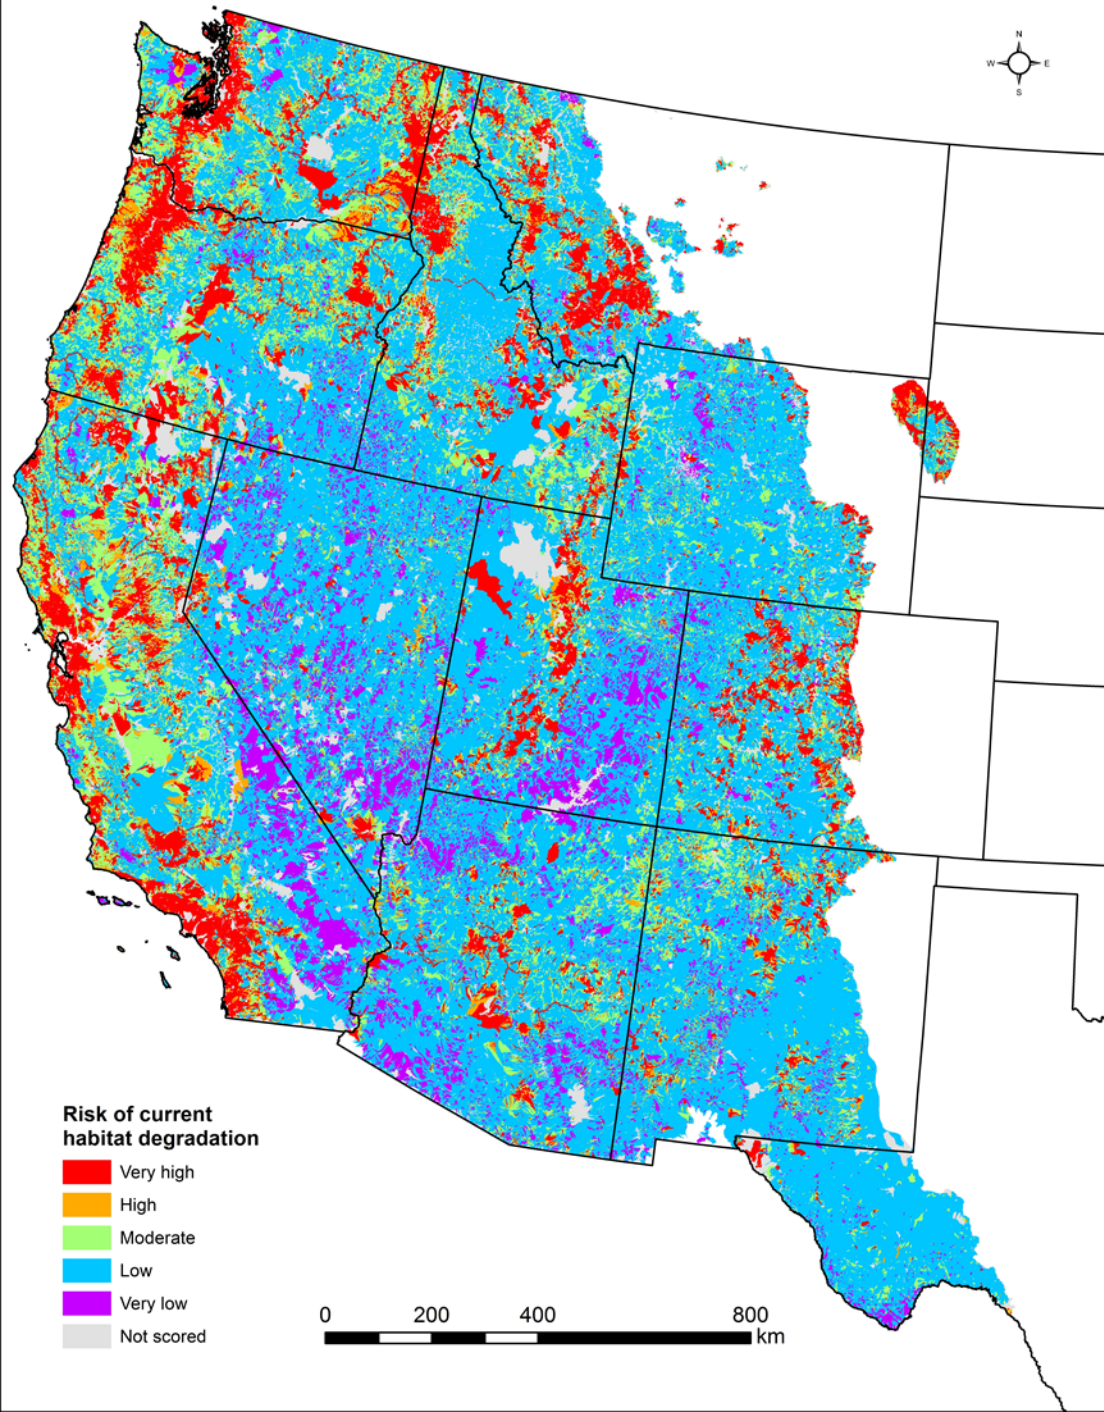 N
W E
S
Risk of current
habitat degradation
Very high
High
Moderate
Low
Very low
Not scored
0 200 400 800
km